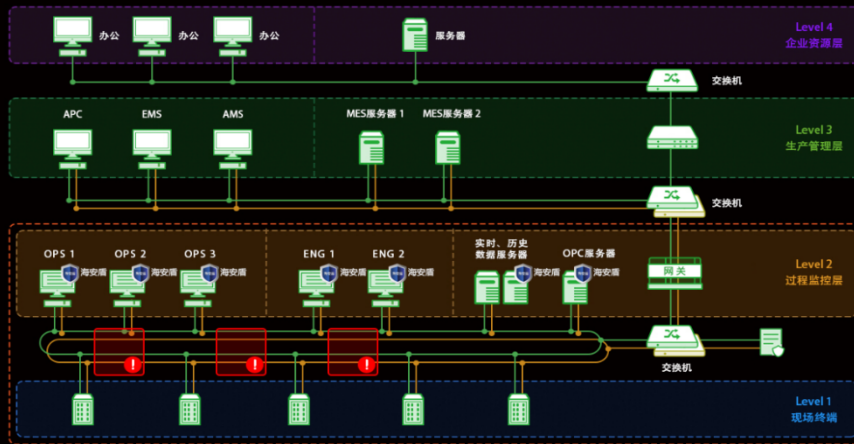 办公
办公
办公
服务器
Level 4
企业资源层
交换机
APC
EMS
AMS
MES服务器 1
MES服务器 2
Level 3
生产管理层
交换机
OPS 1
OPS 2
OPS 3
ENG 1
ENG 2
实时、历史
数据服务器
OPC服务器
海安盾
海安盾
海安盾
海安盾
海安盾
海安盾
海安盾
网关
Level 2
过程监控层
!
!
!
交换机
Level 1
现场终端